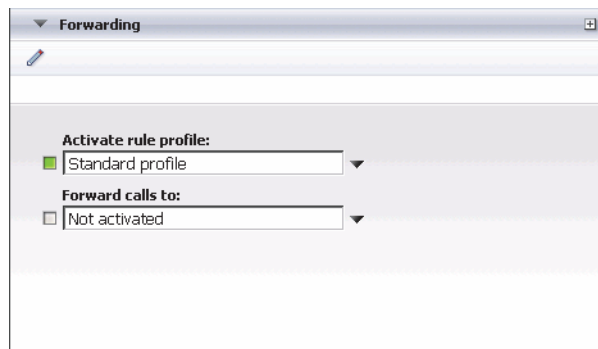 Forwarding
Activate rule profile:
Standard profile
Forward calls to:
Not activated